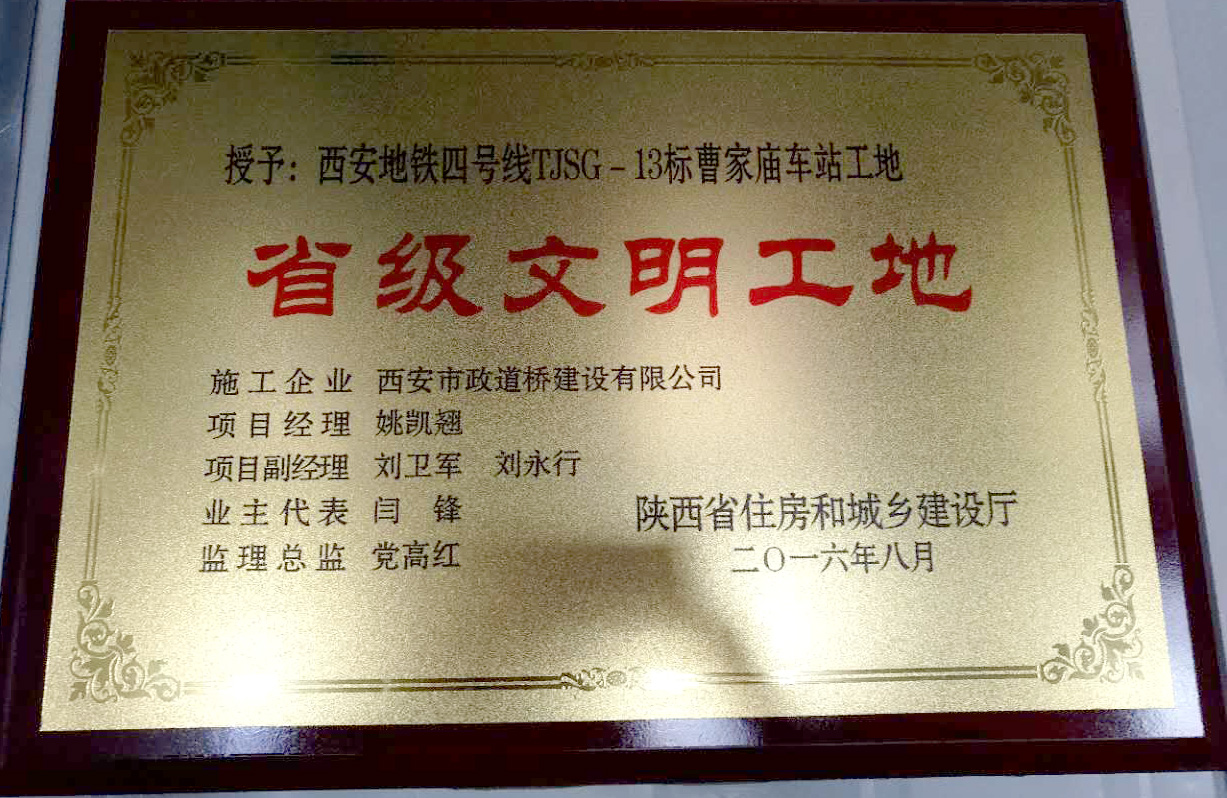 授予：西安地铁四号线TJSG－13标曹家庙车站工地
省级文明工地
施工企业 西安市政道桥建设有限公司
项目经理 姚凯翘
项目副经理 刘卫军 刘永行
业主代表 闫 锋
监理总监 党高红
陕西省住房和城乡建设厅
二〇一六年八月